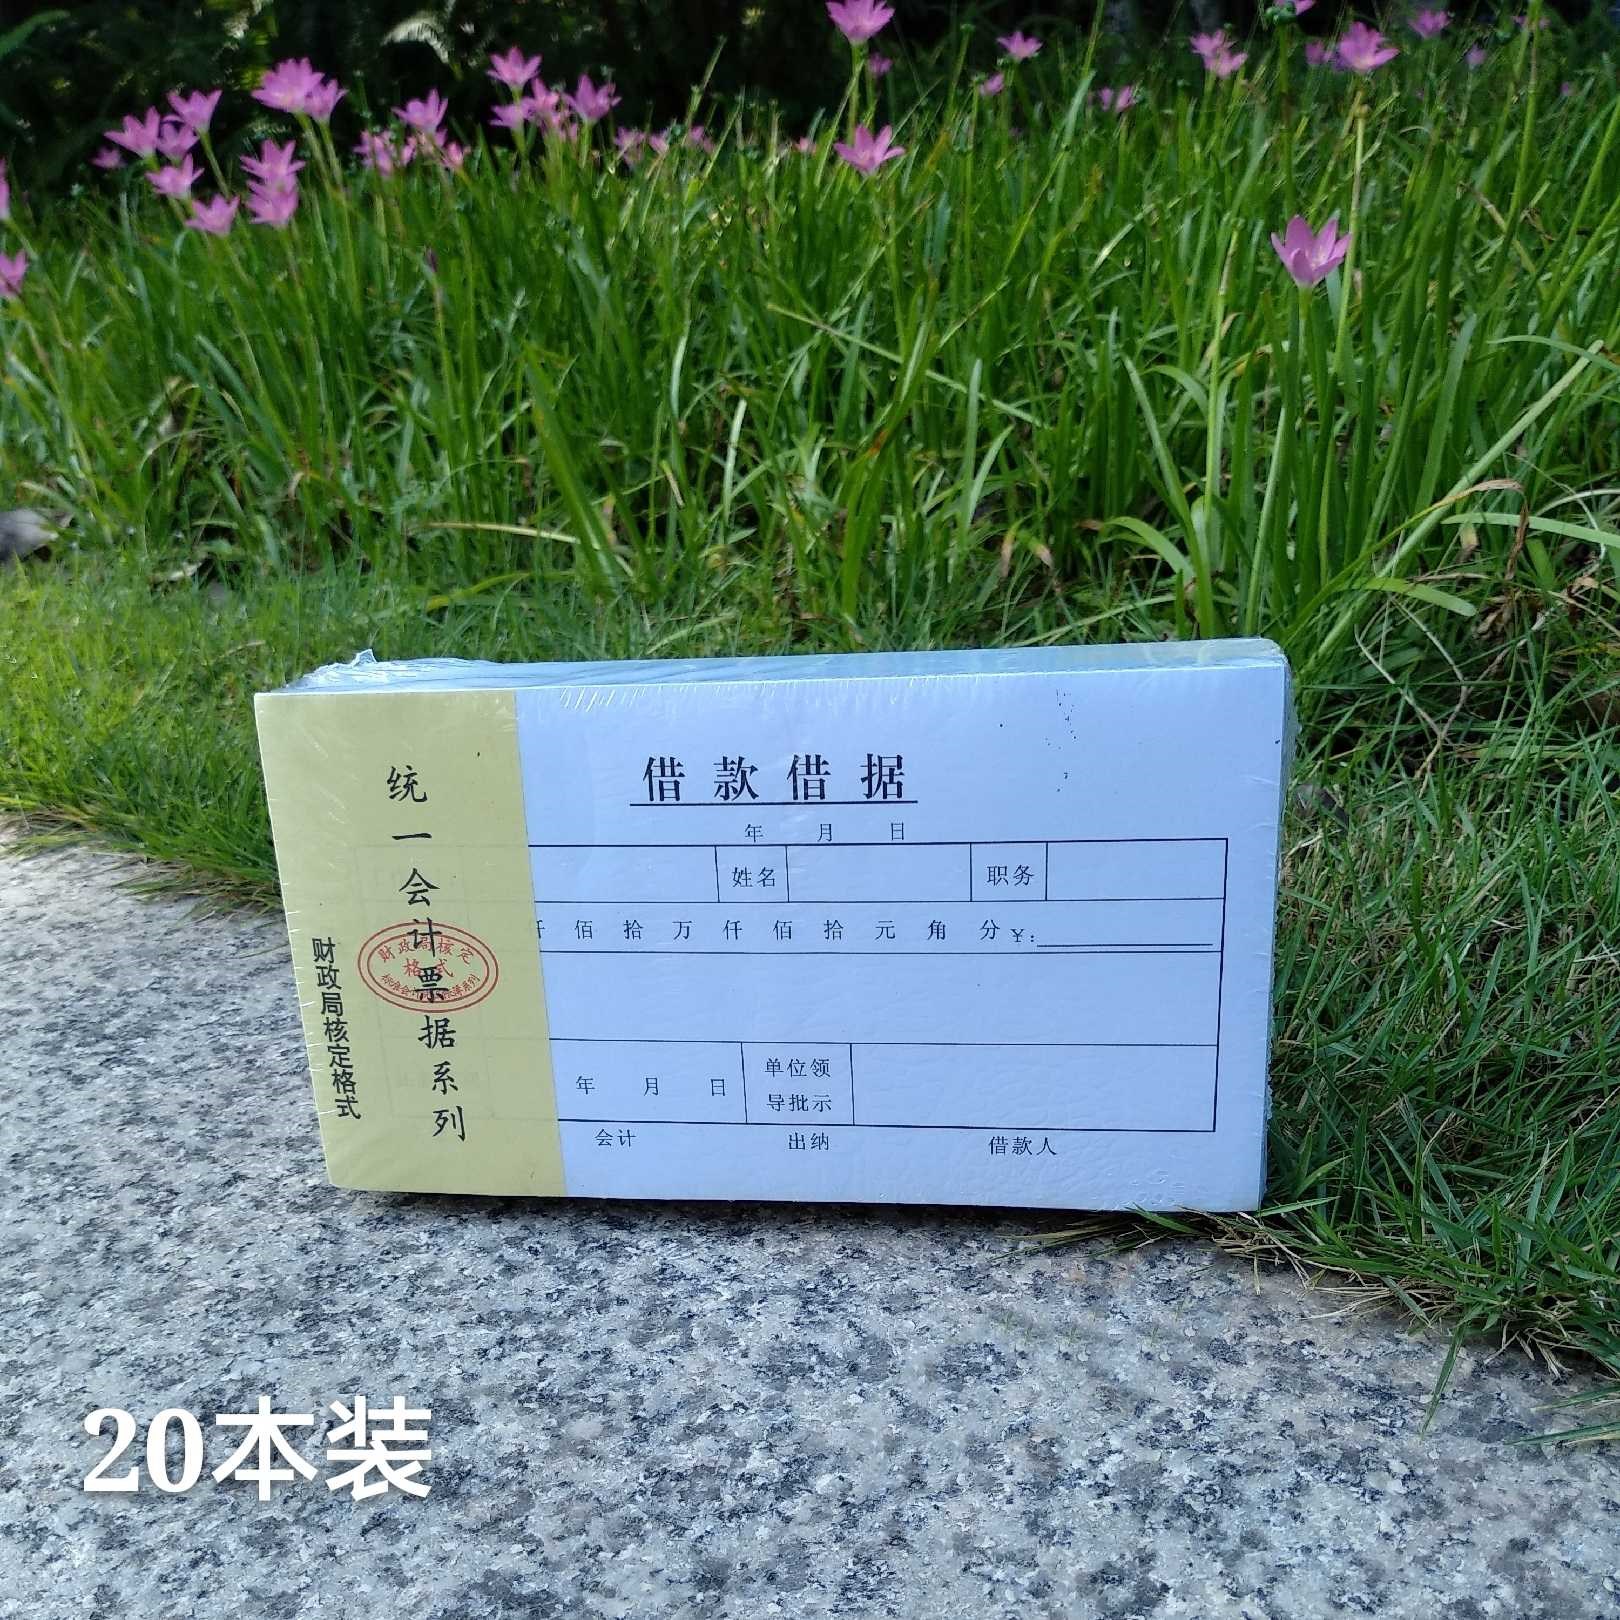 统一会计票据系列
财政局核定格式
财政局核定
格式
借款借据
年 月 日
姓名 职务
仟 佰 拾 万 仟 佰 拾 元 角 分 ¥:
年 月 日 单位领导批示
会计 出纳 借款人
20本装